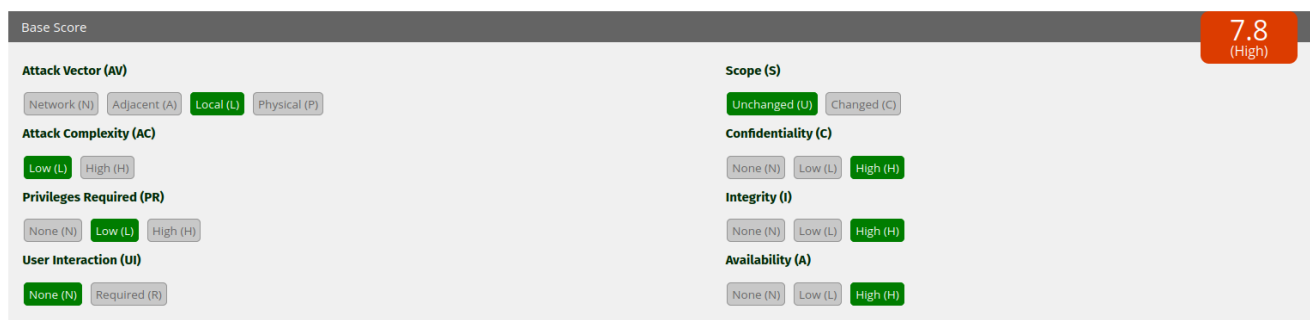 Base Score
7.8
(High)
Attack Vector (AV)
Network (N) Adjacent (A) Local (L) Physical (P)
Attack Complexity (AC)
Low (L) High (H)
Privileges Required (PR)
None (N) Low (L) High (H)
User Interaction (UI)
None (N) Required (R)
Scope (S)
Unchanged (U) Changed (C)
Confidentiality (C)
None (N) Low (L) High (H)
Integrity (I)
None (N) Low (L) High (H)
Availability (A)
None (N) Low (L) High (H)